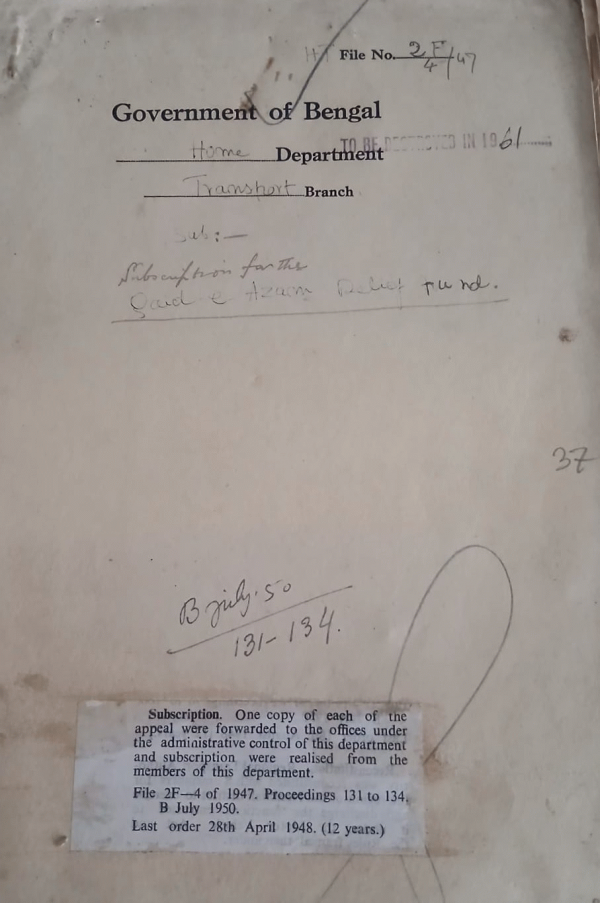 HT File No. 2F/4/47
Government of Bengal
Home Department
TO BE DESTROYED IN 1961
Transport Branch
Sub:—
Subscription for the
Qaid e Azam Relief Fund.
37
B July. 50
131-134.
Subscription. One copy of each of the
appeal were forwarded to the offices under
the administrative control of this department
and subscription were realised from the
members of this department.
File 2F—4 of 1947. Proceedings 131 to 134,
B July 1950.
Last order 28th April 1948. (12 years.)